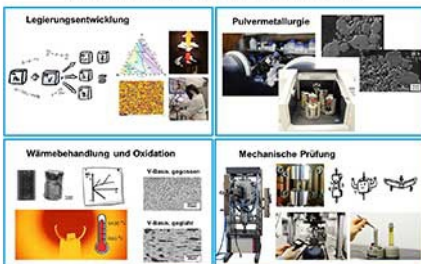 Legierungsentwicklung
Pulvermetallurgie
Wärmebehandlung und Oxidation
V-Basis, gegossen
V-Basis, geglüht
Mechanische Prüfung